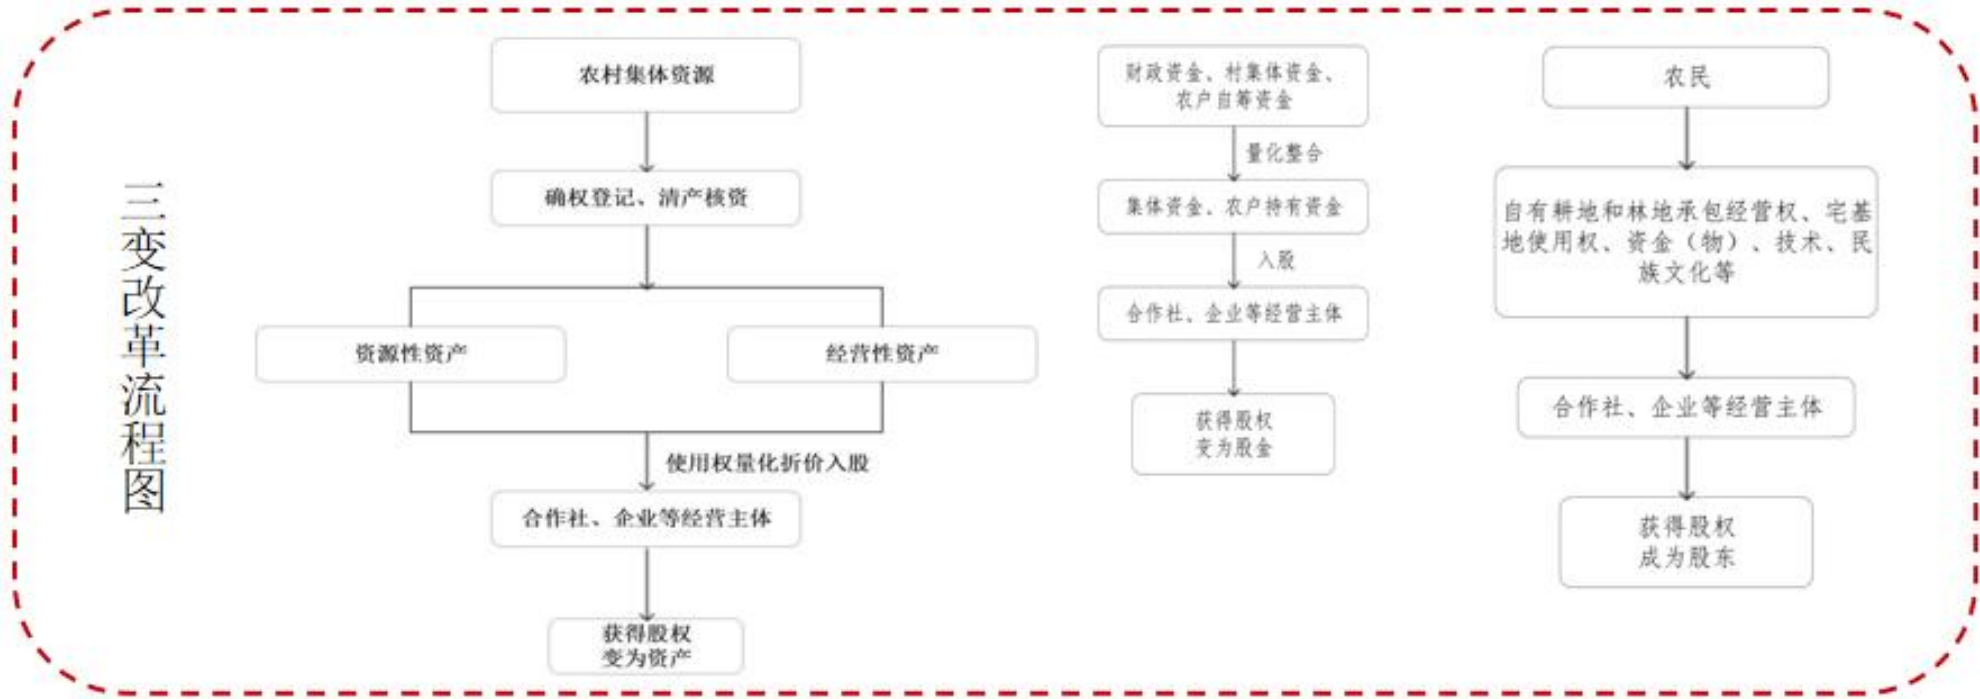 三变改革流程图
农村集体资源
确权登记、清产核资
资源性资产
经营性资产
使用权量化折价入股
合作社、企业等经营主体
获得股权
变为资产
财政资金、村集体资金、
农户自筹资金
量化整合
集体资金、农户持有资金
入股
合作社、企业等经营主体
获得股权
变为股金
农民
自有耕地和林地承包经营权、宅基
地使用权、资金（物）、技术、民
族文化等
合作社、企业等经营主体
获得股权
成为股东